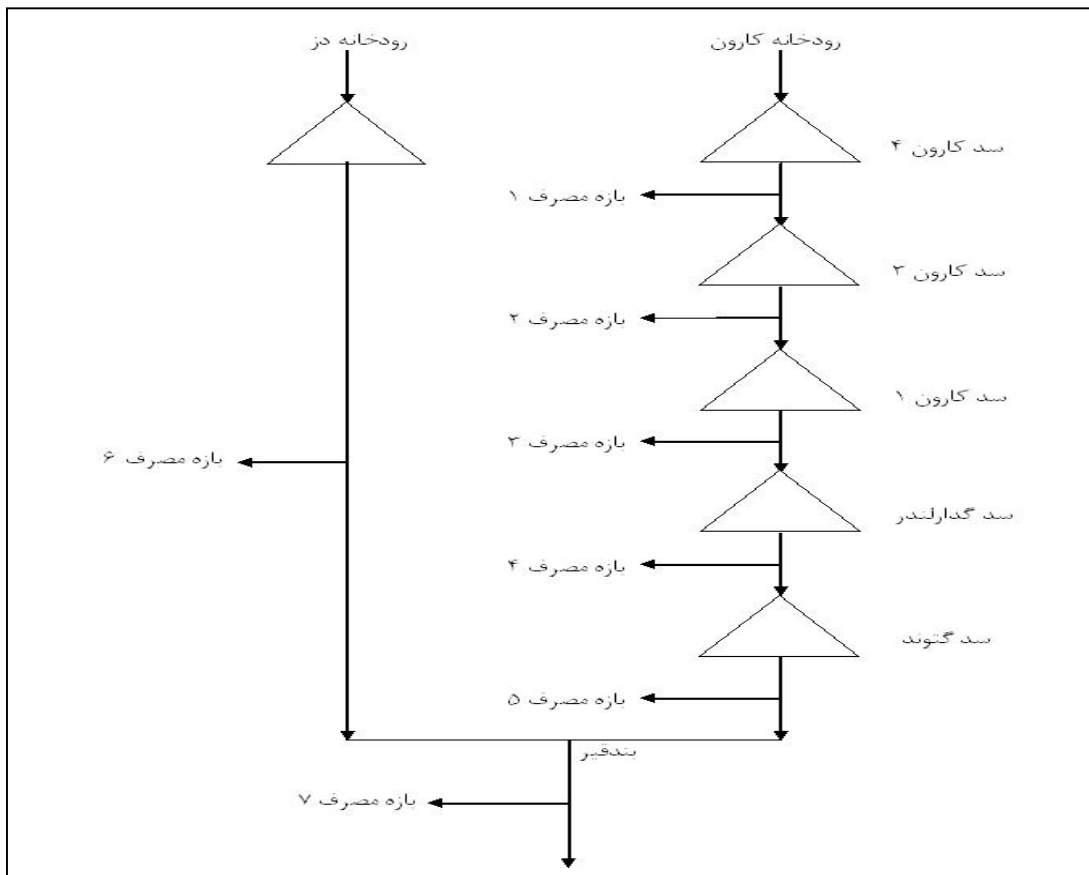 رودخانه کارون
رودخانه دز
سد کارون ۴
بازه مصرف ۱
سد کارون ۳
بازه مصرف ۲
سد کارون ۱
بازه مصرف ۳
بازه مصرف ۶
سد گدارلندر
بازه مصرف ۴
سد گتوند
بازه مصرف ۵
بندقیر
بازه مصرف ۷